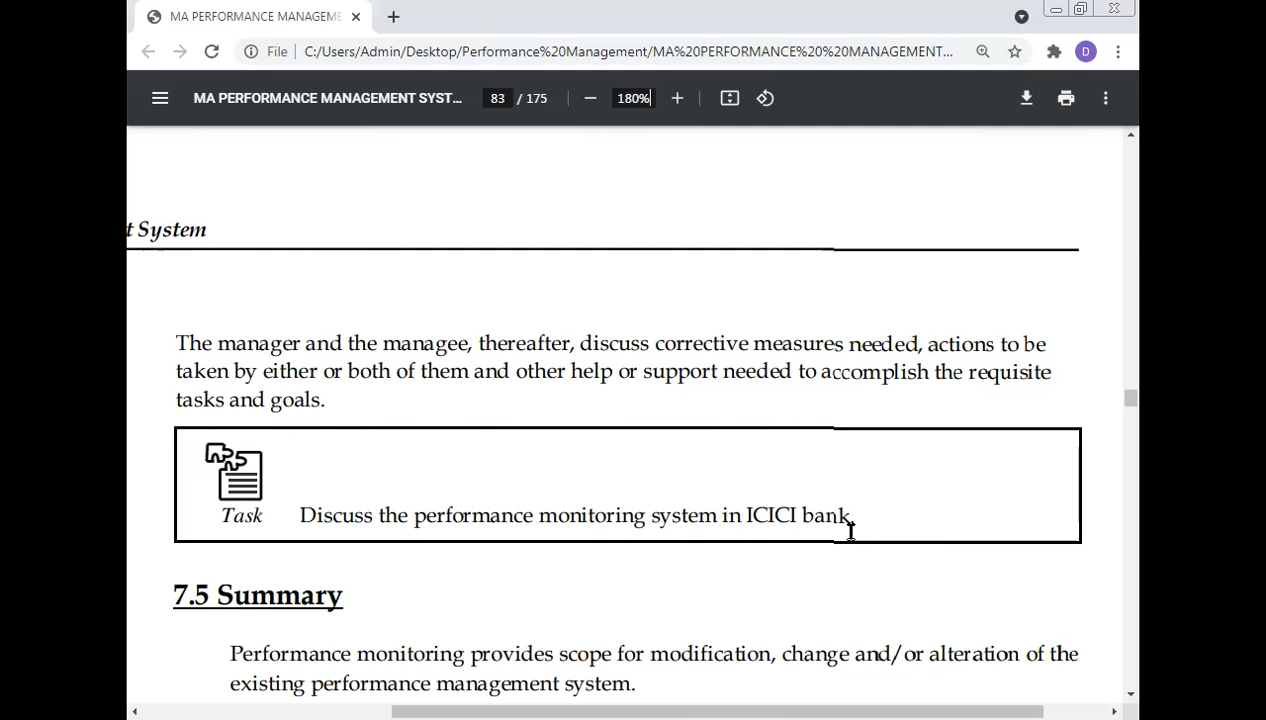 MA PERFORMANCE MANAGEME
File C:/Users/Admin/Desktop/Performance%20Management/MA%20PERFORMANCE%20%20MANAGEMENT...
D
MA PERFORMANCE MANAGEMENT SYST...
83 / 175
180%
t System
The manager and the managee, thereafter, discuss corrective measures needed, actions to be
taken by either or both of them and other help or support needed to accomplish the requisite
tasks and goals.
Task Discuss the performance monitoring system in ICICI bank.
7.5 Summary
Performance monitoring provides scope for modification, change and/or alteration of the
existing performance management system.